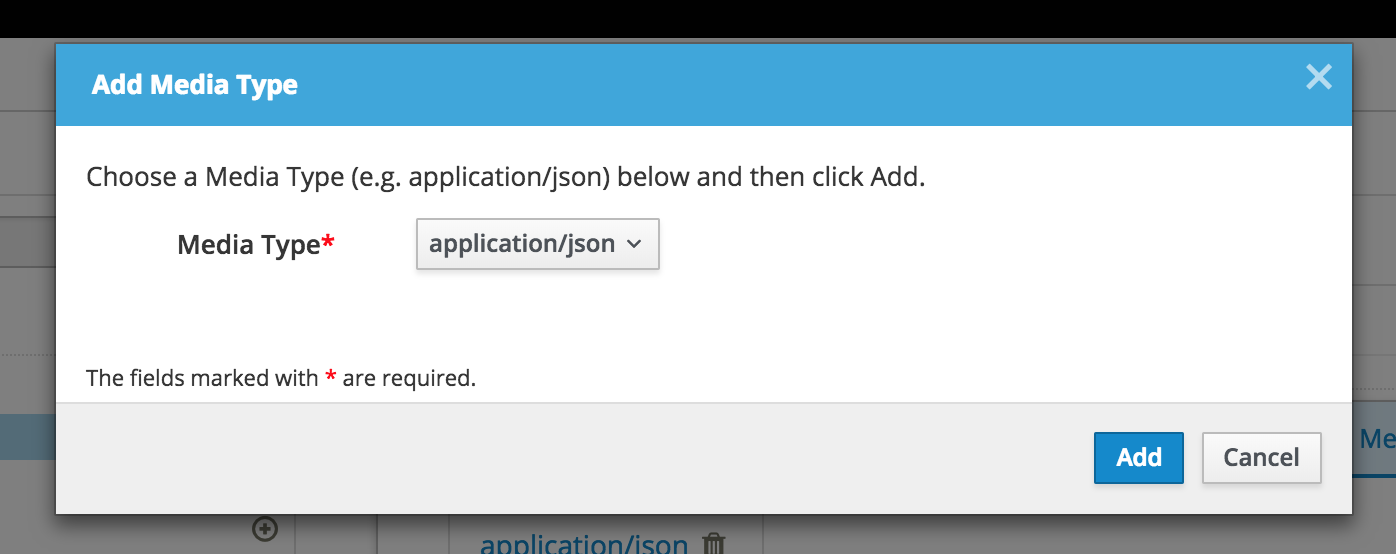 Add Media Type
Choose a Media Type (e.g. application/json) below and then click Add.
Media Type*
application/json
The fields marked with * are required.
Me
Add
Cancel
application/json